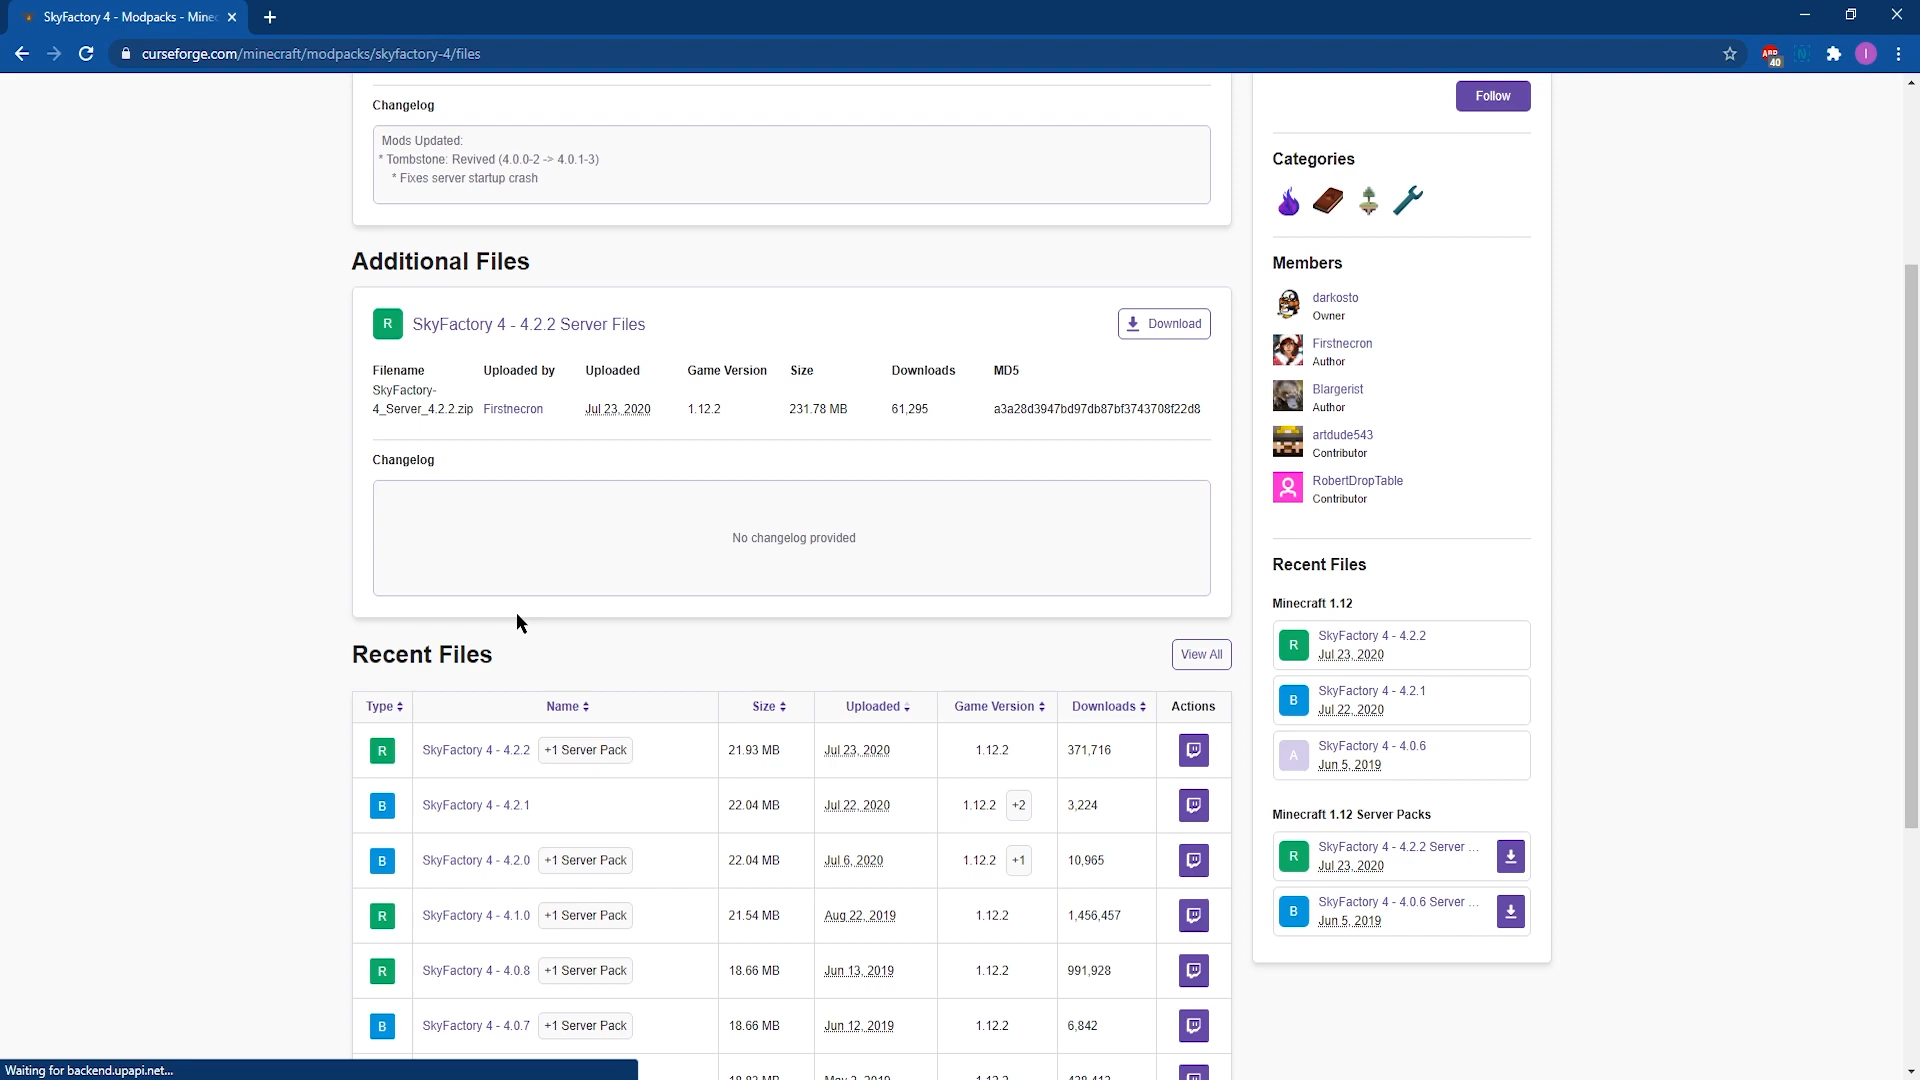 SkyFactory 4 - Modpacks - Mine
curseforge.com/minecraft/modpacks/skyfactory-4/files
ABP
40
N
I
Changelog
Mods Updated:
* Tombstone: Revived (4.0.0-2 -> 4.0.1-3)
* Fixes server startup crash
Additional Files
R SkyFactory 4 - 4.2.2 Server Files Download
Filename Uploaded by Uploaded Game Version Size Downloads MD5
SkyFactory-
4_Server_4.2.2.zip Firstnecron Jul 23, 2020 1.12.2 231.78 MB 61,295 a3a28d3947bd97db87bf3743708f22d8
Changelog
No changelog provided
Recent Files View All
Type Name Size Uploaded Game Version Downloads Actions
R SkyFactory 4 - 4.2.2 +1 Server Pack 21.93 MB Jul 23, 2020 1.12.2 371,716
B SkyFactory 4 - 4.2.1 22.04 MB Jul 22, 2020 1.12.2 +2 3,224
B SkyFactory 4 - 4.2.0 +1 Server Pack 22.04 MB Jul 6, 2020 1.12.2 +1 10,965
R SkyFactory 4 - 4.1.0 +1 Server Pack 21.54 MB Aug 22, 2019 1.12.2 1,456,457
R SkyFactory 4 - 4.0.8 +1 Server Pack 18.66 MB Jun 13, 2019 1.12.2 991,928
B SkyFactory 4 - 4.0.7 +1 Server Pack 18.66 MB Jun 12, 2019 1.12.2 6,842
Follow
Categories
Members
darkosto
Owner
Firstnecron
Author
Blargerist
Author
artdude543
Contributor
RobertDropTable
Contributor
Recent Files
Minecraft 1.12
R SkyFactory 4 - 4.2.2
Jul 23, 2020
B SkyFactory 4 - 4.2.1
Jul 22, 2020
A SkyFactory 4 - 4.0.6
Jun 5, 2019
Minecraft 1.12 Server Packs
R SkyFactory 4 - 4.2.2 Server ...
Jul 23, 2020
B SkyFactory 4 - 4.0.6 Server ...
Jun 5, 2019
Waiting for backend.upapi.net...